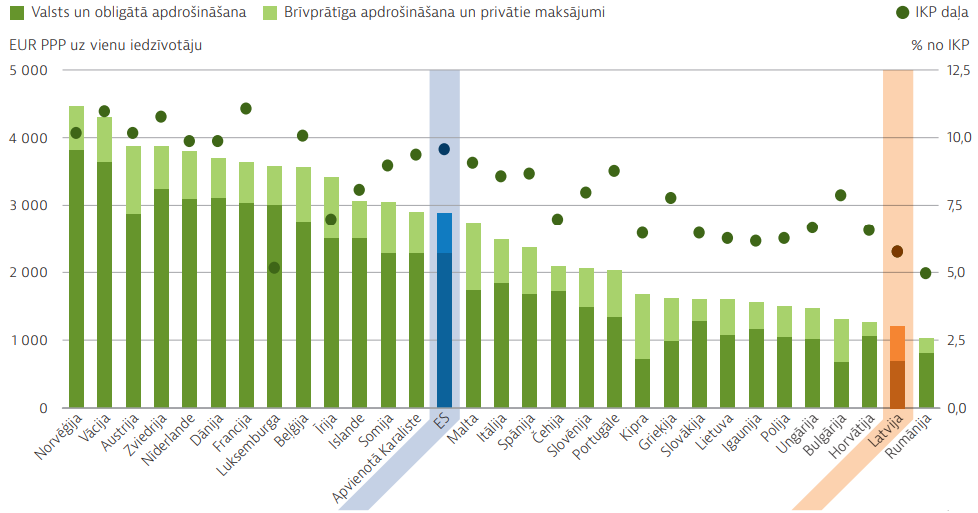 Valsts un obligātā apdrošināšana Brīvprātīga apdrošināšana un privātie maksājumi IKP daļa
EUR PPP uz vienu iedzīvotāju % no IKP
5 000 12,5
4 000 10,0
3 000 7,5
2 000 5,0
1 000 2,5
0 0,0
Norvēģija
Vācija
Austrija
Zviedrija
Nīderlande
Dānija
Francija
Luksemburga
Beļģija
Īrija
Islande
Somija
Apvienotā Karaliste
ES
Malta
Itālija
Spānija
Čehija
Slovēnija
Portugāle
Kipra
Grieķija
Slovākija
Lietuva
Igaunija
Polija
Ungārija
Bulgārija
Horvātija
Latvija
Rumānija